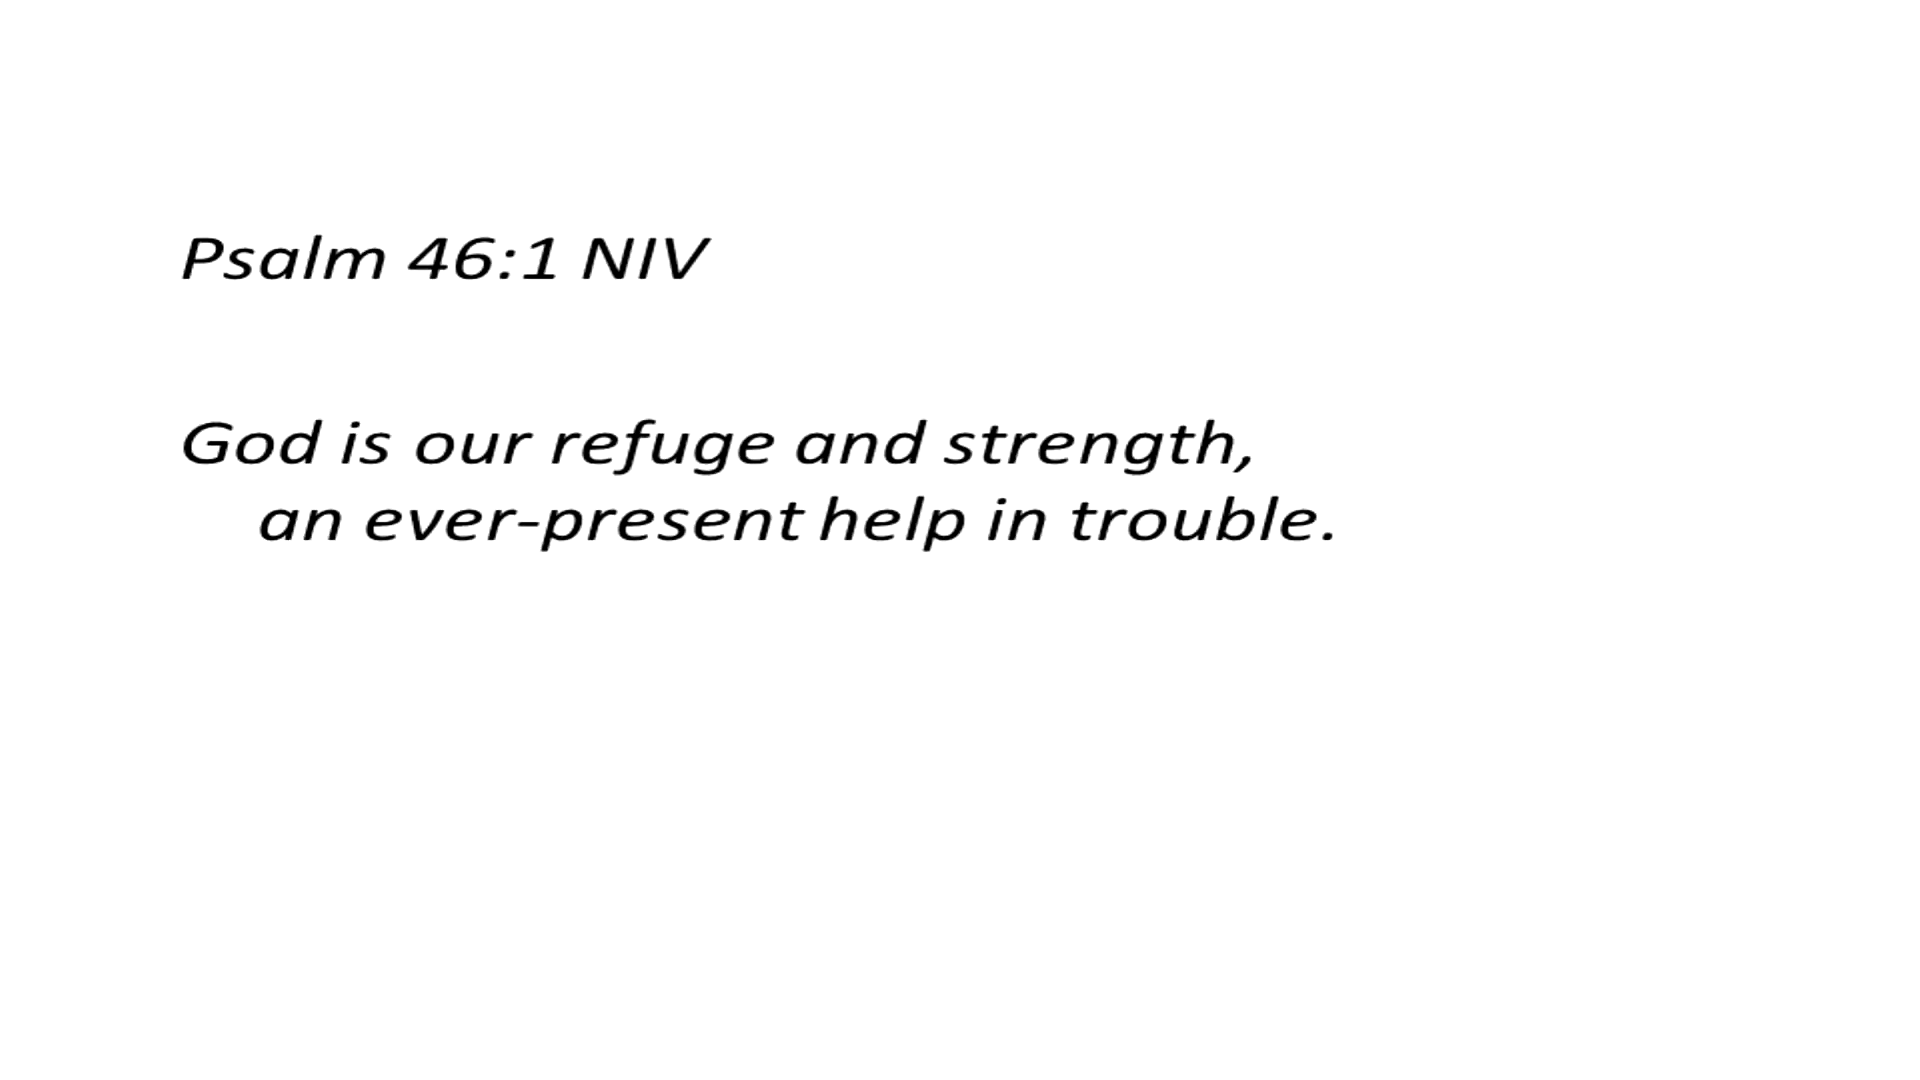 Psalm 46:1 NIV
God is our refuge and strength,
an ever-present help in trouble.